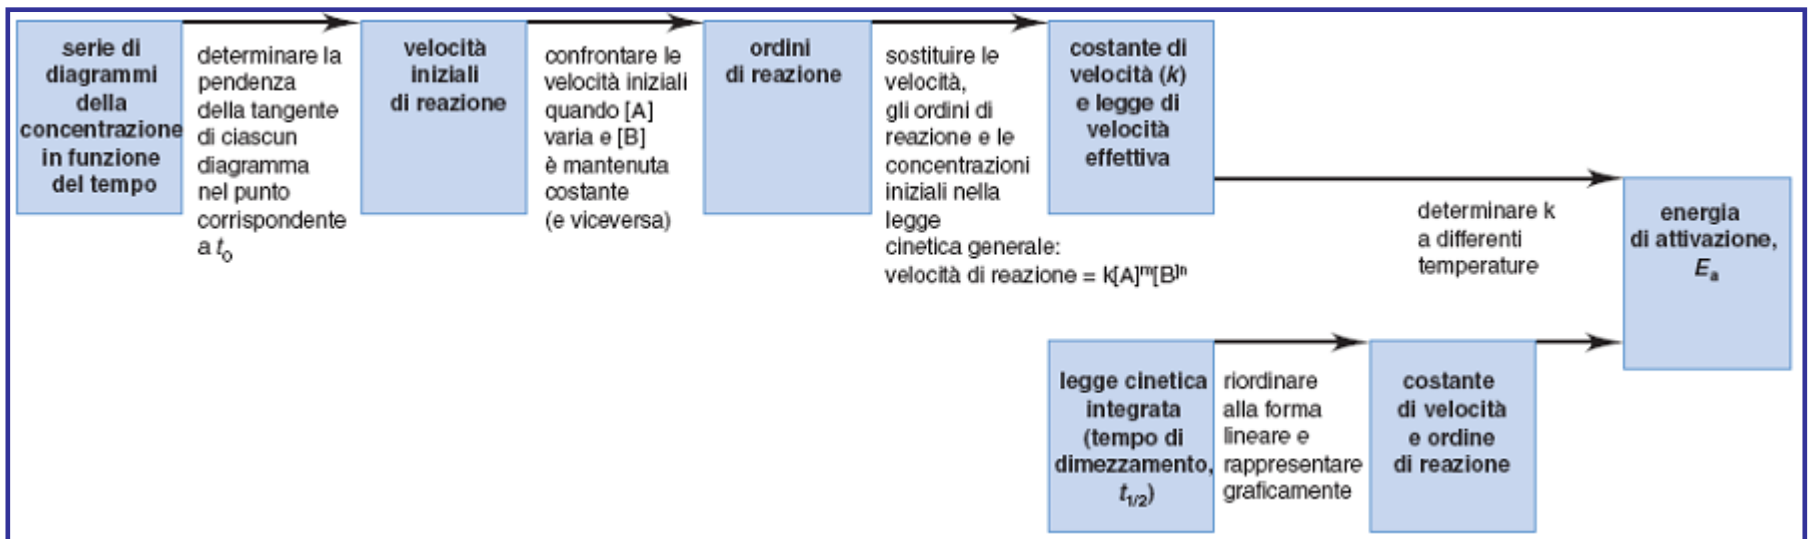 serie di
diagrammi
della
concentrazione
in funzione
del tempo
determinare la
pendenza
della tangente
di ciascun
diagramma
nel punto
corrispondente
a t₀
velocità
iniziali
di reazione
confrontare le
velocità iniziali
quando [A]
varia e [B]
è mantenuta
costante
(e viceversa)
ordini
di reazione
sostituire le
velocità,
gli ordini di
reazione e le
concentrazioni
iniziali nella
legge
cinetica generale:
velocità di reazione = k[A]ᵐ[B]ⁿ
costante di
velocità (k)
e legge di
velocità
effettiva
determinare k
a differenti
temperature
energia
di attivazione,
Eₐ
legge cinetica
integrata
(tempo di
dimezzamento,
t₁/₂)
riordinare
alla forma
lineare e
rappresentare
graficamente
costante
di velocità
e ordine
di reazione